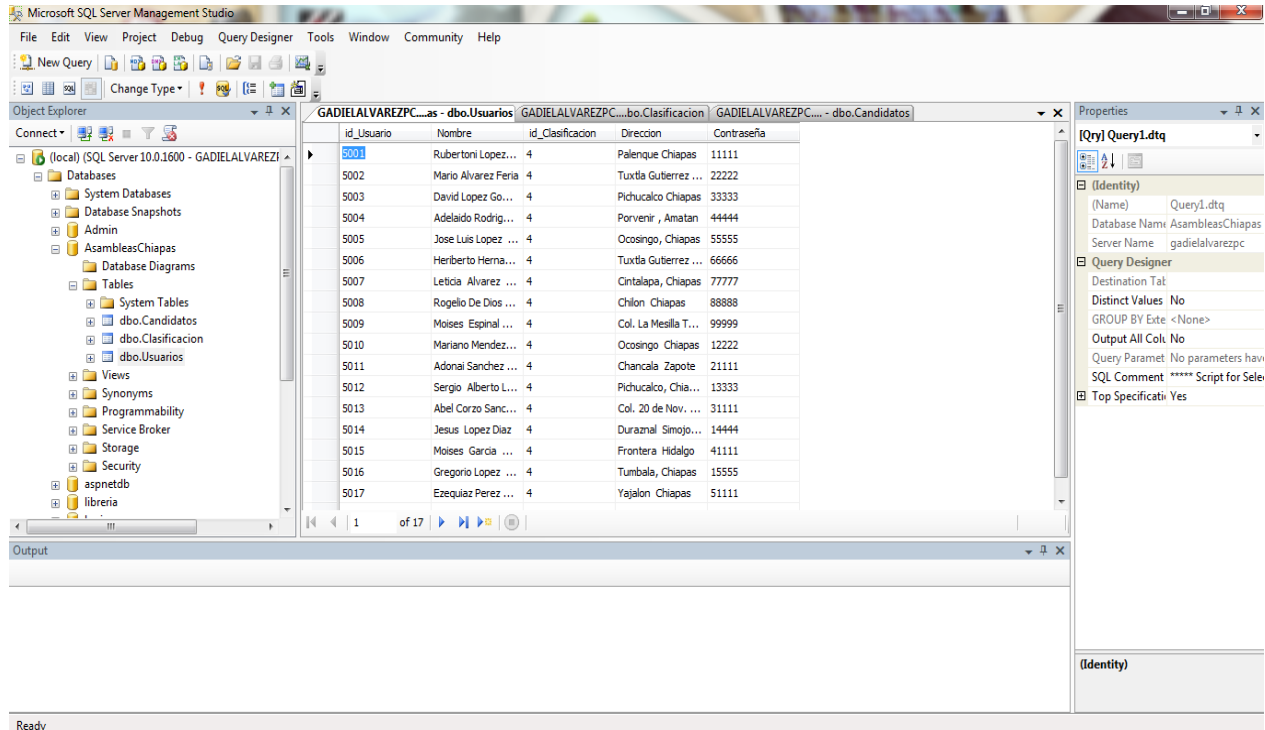 Microsoft SQL Server Management Studio
File Edit View Project Debug Query Designer Tools Window Community Help
New Query
Change Type
Object Explorer
Connect
(local) (SQL Server 10.0.1600 - GADIELALVAREZ
Databases
System Databases
Database Snapshots
Admin
AsambleasChiapas
Database Diagrams
Tables
System Tables
dbo.Candidatos
dbo.Clasificacion
dbo.Usuarios
Views
Synonyms
Programmability
Service Broker
Storage
Security
aspnetdb
libreria
GADIELALVAREZPC....as - dbo.Usuarios GADIELALVAREZPC....bo.Clasificacion GADIELALVAREZPC.... - dbo.Candidatos
id_Usuario Nombre id_Clasificacion Direccion Contraseña
5001 Rubertoni Lopez... 4 Palenque Chiapas 11111
5002 Mario Alvarez Feria 4 Tuxtla Gutierrez ... 22222
5003 David Lopez Go... 4 Pichucalco Chiapas 33333
5004 Adelaido Rodrig... 4 Porvenir , Amatan 44444
5005 Jose Luis Lopez ... 4 Ocosingo, Chiapas 55555
5006 Heriberto Herna... 4 Tuxtla Gutierrez ... 66666
5007 Leticia Alvarez ... 4 Cintalapa, Chiapas 77777
5008 Rogelio De Dios ... 4 Chilon Chiapas 88888
5009 Moises Espinal ... 4 Col. La Mesilla T... 99999
5010 Mariano Mendez... 4 Ocosingo Chiapas 12222
5011 Adonai Sanchez ... 4 Chancala Zapote 21111
5012 Sergio Alberto L... 4 Pichucalco, Chia... 13333
5013 Abel Corzo Sanc... 4 Col. 20 de Nov. ... 31111
5014 Jesus Lopez Diaz 4 Duraznal Simojo... 14444
5015 Moises Garcia ... 4 Frontera Hidalgo 41111
5016 Gregorio Lopez ... 4 Tumbala, Chiapas 15555
5017 Ezequiaz Perez ... 4 Yajalon Chiapas 51111
1 of 17
Properties
[Qry] Query1.dtq
(Identity)
(Name) Query1.dtq
Database Name AsambleasChiapas
Server Name gadielalvarezpc
Query Designer
Destination Tab
Distinct Values No
GROUP BY Exte <None>
Output All Colu No
Query Paramet No parameters have
SQL Comment ***** Script for Sele
Top Specificati Yes
(Identity)
Output
Ready